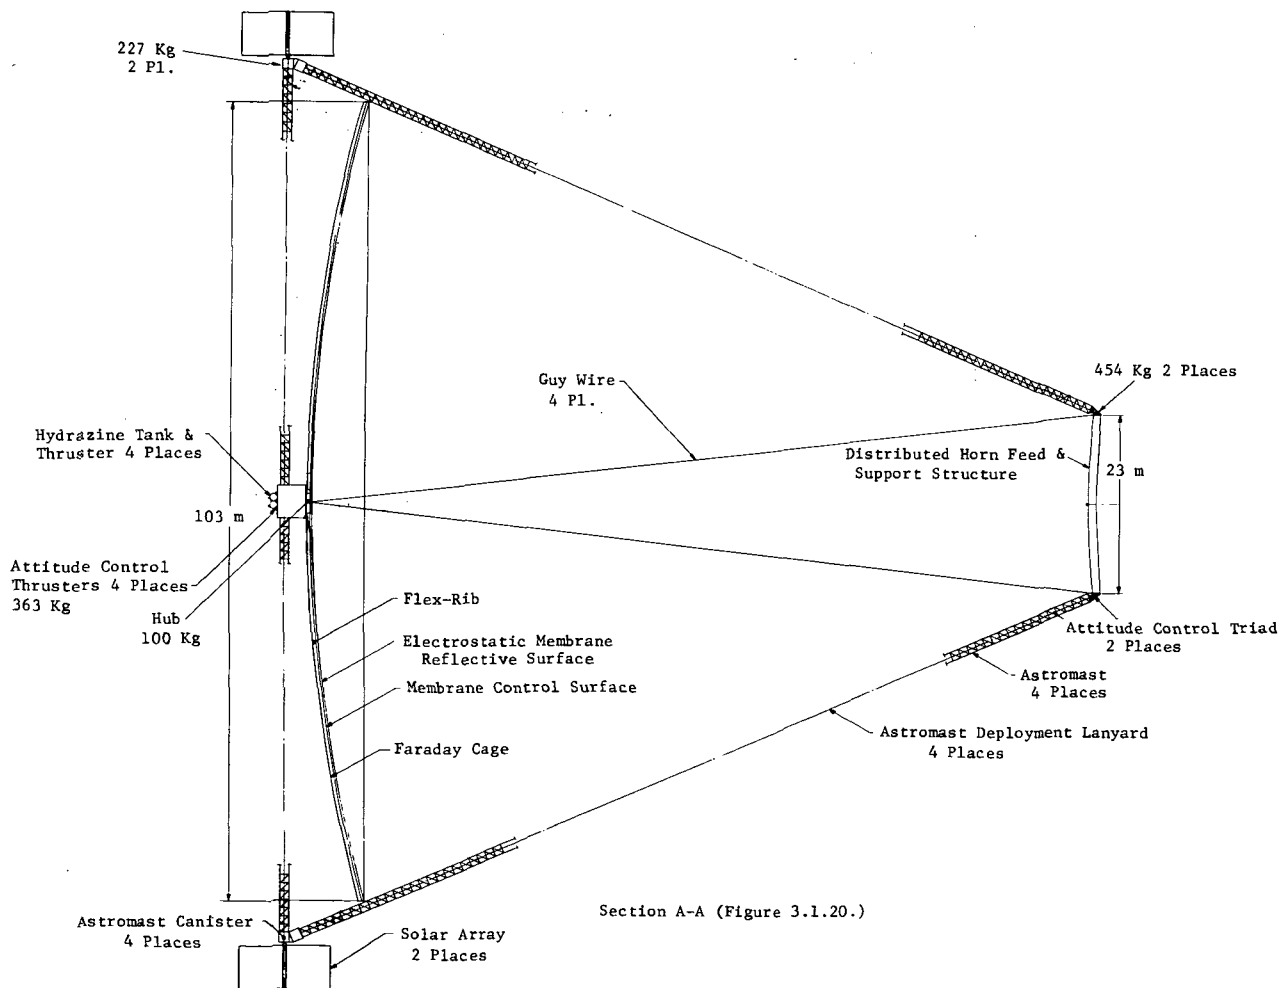 227 Kg
2 Pl.
Guy Wire
4 Pl.
454 Kg 2 Places
Hydrazine Tank &
Thruster 4 Places
Distributed Horn Feed &
Support Structure
23 m
103 m
Attitude Control
Thrusters 4 Places
363 Kg
Hub
100 Kg
Flex-Rib
Electrostatic Membrane
Reflective Surface
Membrane Control Surface
Faraday Cage
Attitude Control Triad
2 Places
Astromast
4 Places
Astromast Deployment Lanyard
4 Places
Section A-A (Figure 3.1.20.)
Astromast Canister
4 Places
Solar Array
2 Places